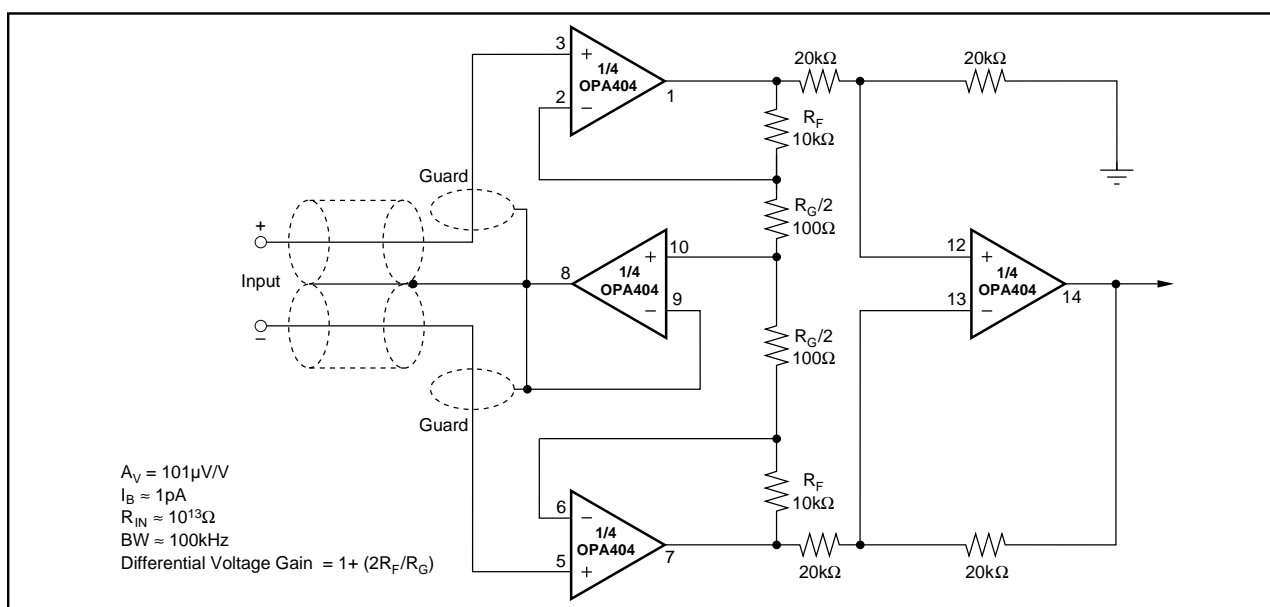 3
+
1/4
OPA404
2
−
1
20kΩ
20kΩ
R_F
10kΩ
Guard
R_G/2
100Ω
+
Input
−
8
10
+
1/4
OPA404
9
−
12
+
1/4
OPA404
13
−
14
R_G/2
100Ω
Guard
A_V = 101µV/V
I_B ≈ 1pA
R_IN ≈ 10¹³Ω
BW ≈ 100kHz
Differential Voltage Gain = 1+ (2R_F/R_G)
6
−
1/4
OPA404
5
+
7
R_F
10kΩ
20kΩ
20kΩ